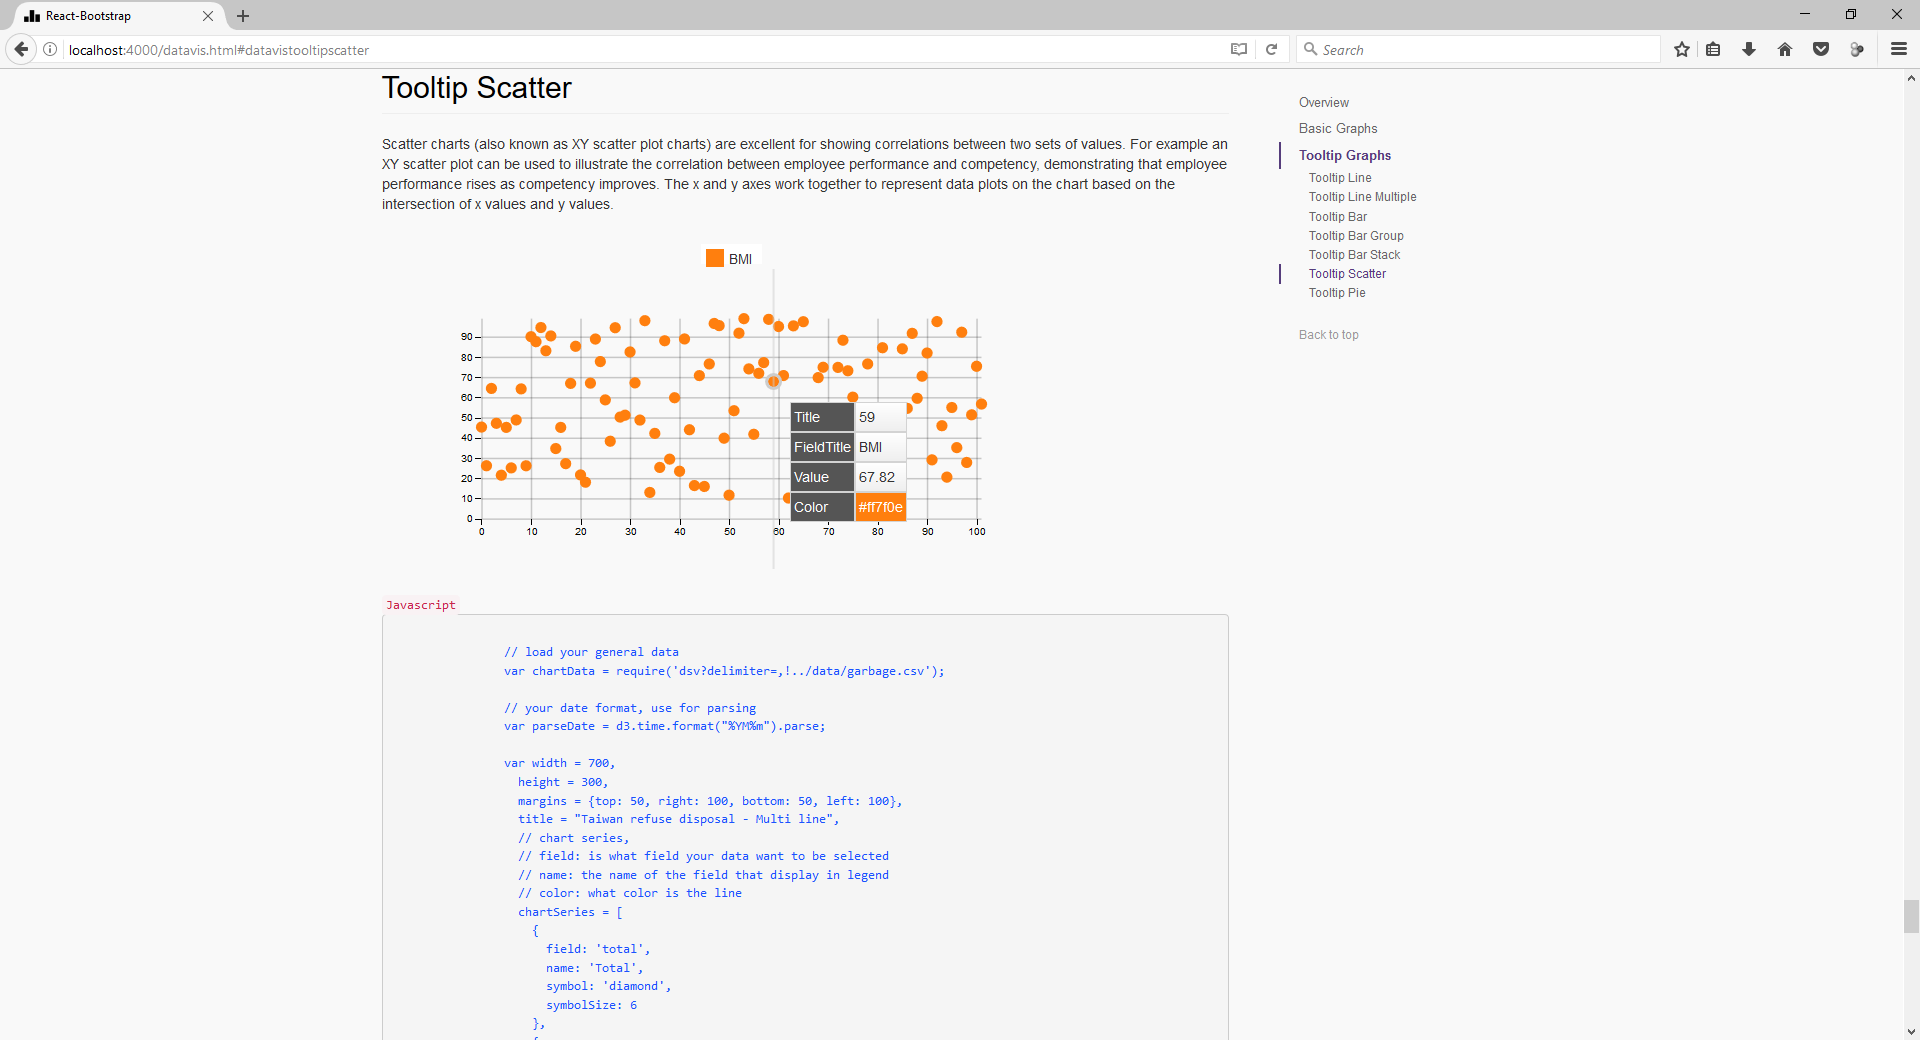 React-Bootstrap
localhost:4000/datavis.html#datavistooltipscatter
Search
Tooltip Scatter
Scatter charts (also known as XY scatter plot charts) are excellent for showing correlations between two sets of values. For example an
XY scatter plot can be used to illustrate the correlation between employee performance and competency, demonstrating that employee
performance rises as competency improves. The x and y axes work together to represent data plots on the chart based on the
intersection of x values and y values.
BMI
90
80
70
60
50
40
30
20
10
0
0 10 20 30 40 50 60 70 80 90 100
Title 59
FieldTitle BMI
Value 67.82
Color #ff7f0e
Javascript
// load your general data
var chartData = require('dsv?delimiter=,!../data/garbage.csv');
// your date format, use for parsing
var parseDate = d3.time.format("%YM%m").parse;
var width = 700,
height = 300,
margins = {top: 50, right: 100, bottom: 50, left: 100},
title = "Taiwan refuse disposal - Multi line",
// chart series,
// field: is what field your data want to be selected
// name: the name of the field that display in legend
// color: what color is the line
chartSeries = [
{
field: 'total',
name: 'Total',
symbol: 'diamond',
symbolSize: 6
},
Overview
Basic Graphs
Tooltip Graphs
Tooltip Line
Tooltip Line Multiple
Tooltip Bar
Tooltip Bar Group
Tooltip Bar Stack
Tooltip Scatter
Tooltip Pie
Back to top